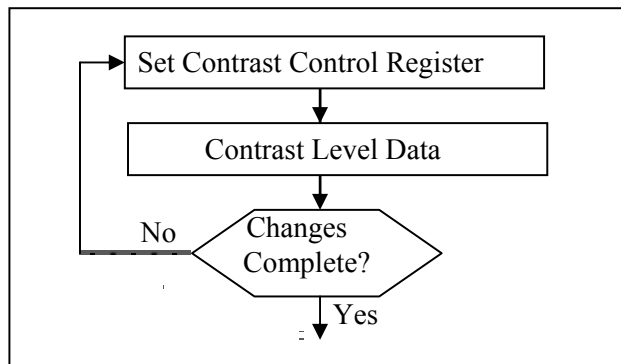 Set Contrast Control Register
Contrast Level Data
Changes
Complete?
No
Yes